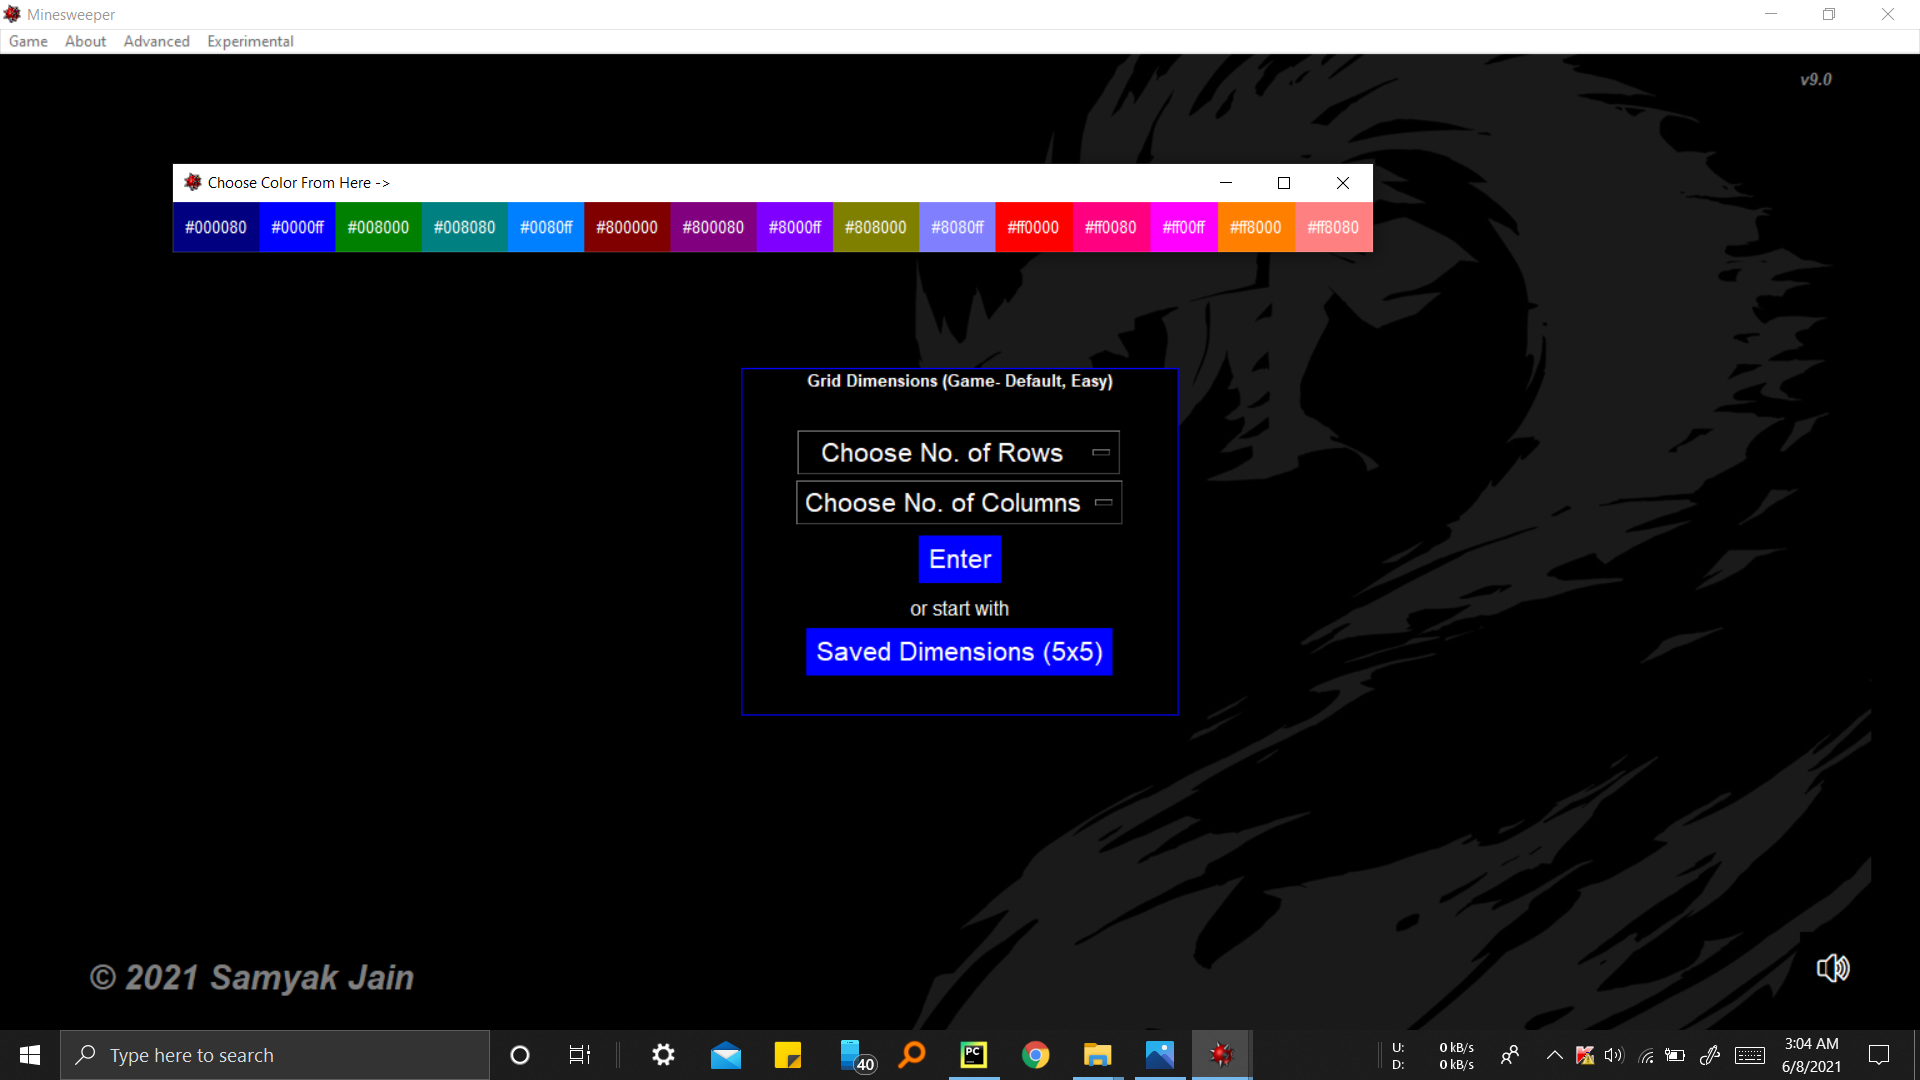 Minesweeper
Game About Advanced Experimental
v9.0
Choose Color From Here ->
#000080 #0000ff #008000 #008080 #0080ff #800000 #800080 #8000ff #808000 #8080ff #ff0000 #ff0080 #ff00ff #ff8000 #ff8080
Grid Dimensions (Game- Default, Easy)
Choose No. of Rows
Choose No. of Columns
Enter
or start with
Saved Dimensions (5x5)
© 2021 Samyak Jain
Type here to search
40
PC
U: 0 kB/s
D: 0 kB/s
3:04 AM
6/8/2021